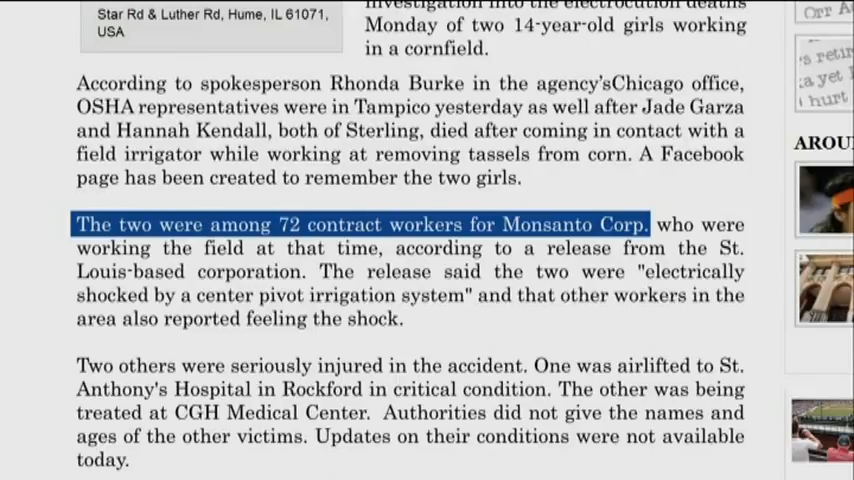 Star Rd & Luther Rd, Hume, IL 61071,
USA
investigation into the electrocution deaths
Monday of two 14-year-old girls working
in a cornfield.
According to spokesperson Rhonda Burke in the agency'sChicago office,
OSHA representatives were in Tampico yesterday as well after Jade Garza
and Hannah Kendall, both of Sterling, died after coming in contact with a
field irrigator while working at removing tassels from corn. A Facebook
page has been created to remember the two girls.
The two were among 72 contract workers for Monsanto Corp. who were
working the field at that time, according to a release from the St.
Louis-based corporation. The release said the two were "electrically
shocked by a center pivot irrigation system" and that other workers in the
area also reported feeling the shock.
Two others were seriously injured in the accident. One was airlifted to St.
Anthony's Hospital in Rockford in critical condition. The other was being
treated at CGH Medical Center. Authorities did not give the names and
ages of the other victims. Updates on their conditions were not available
today.
Orr A
s retir
a yet
hurt
AROU